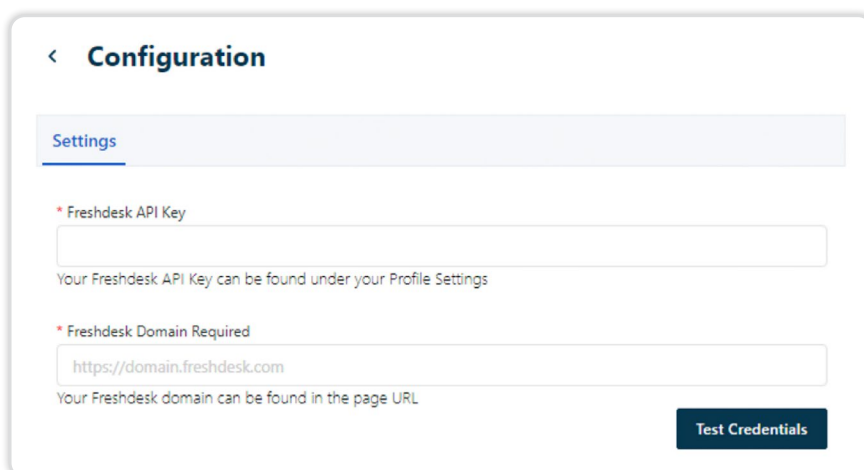 Configuration
Settings
* Freshdesk API Key
Your Freshdesk API Key can be found under your Profile Settings
* Freshdesk Domain Required
https://domain.freshdesk.com
Your Freshdesk domain can be found in the page URL
Test Credentials